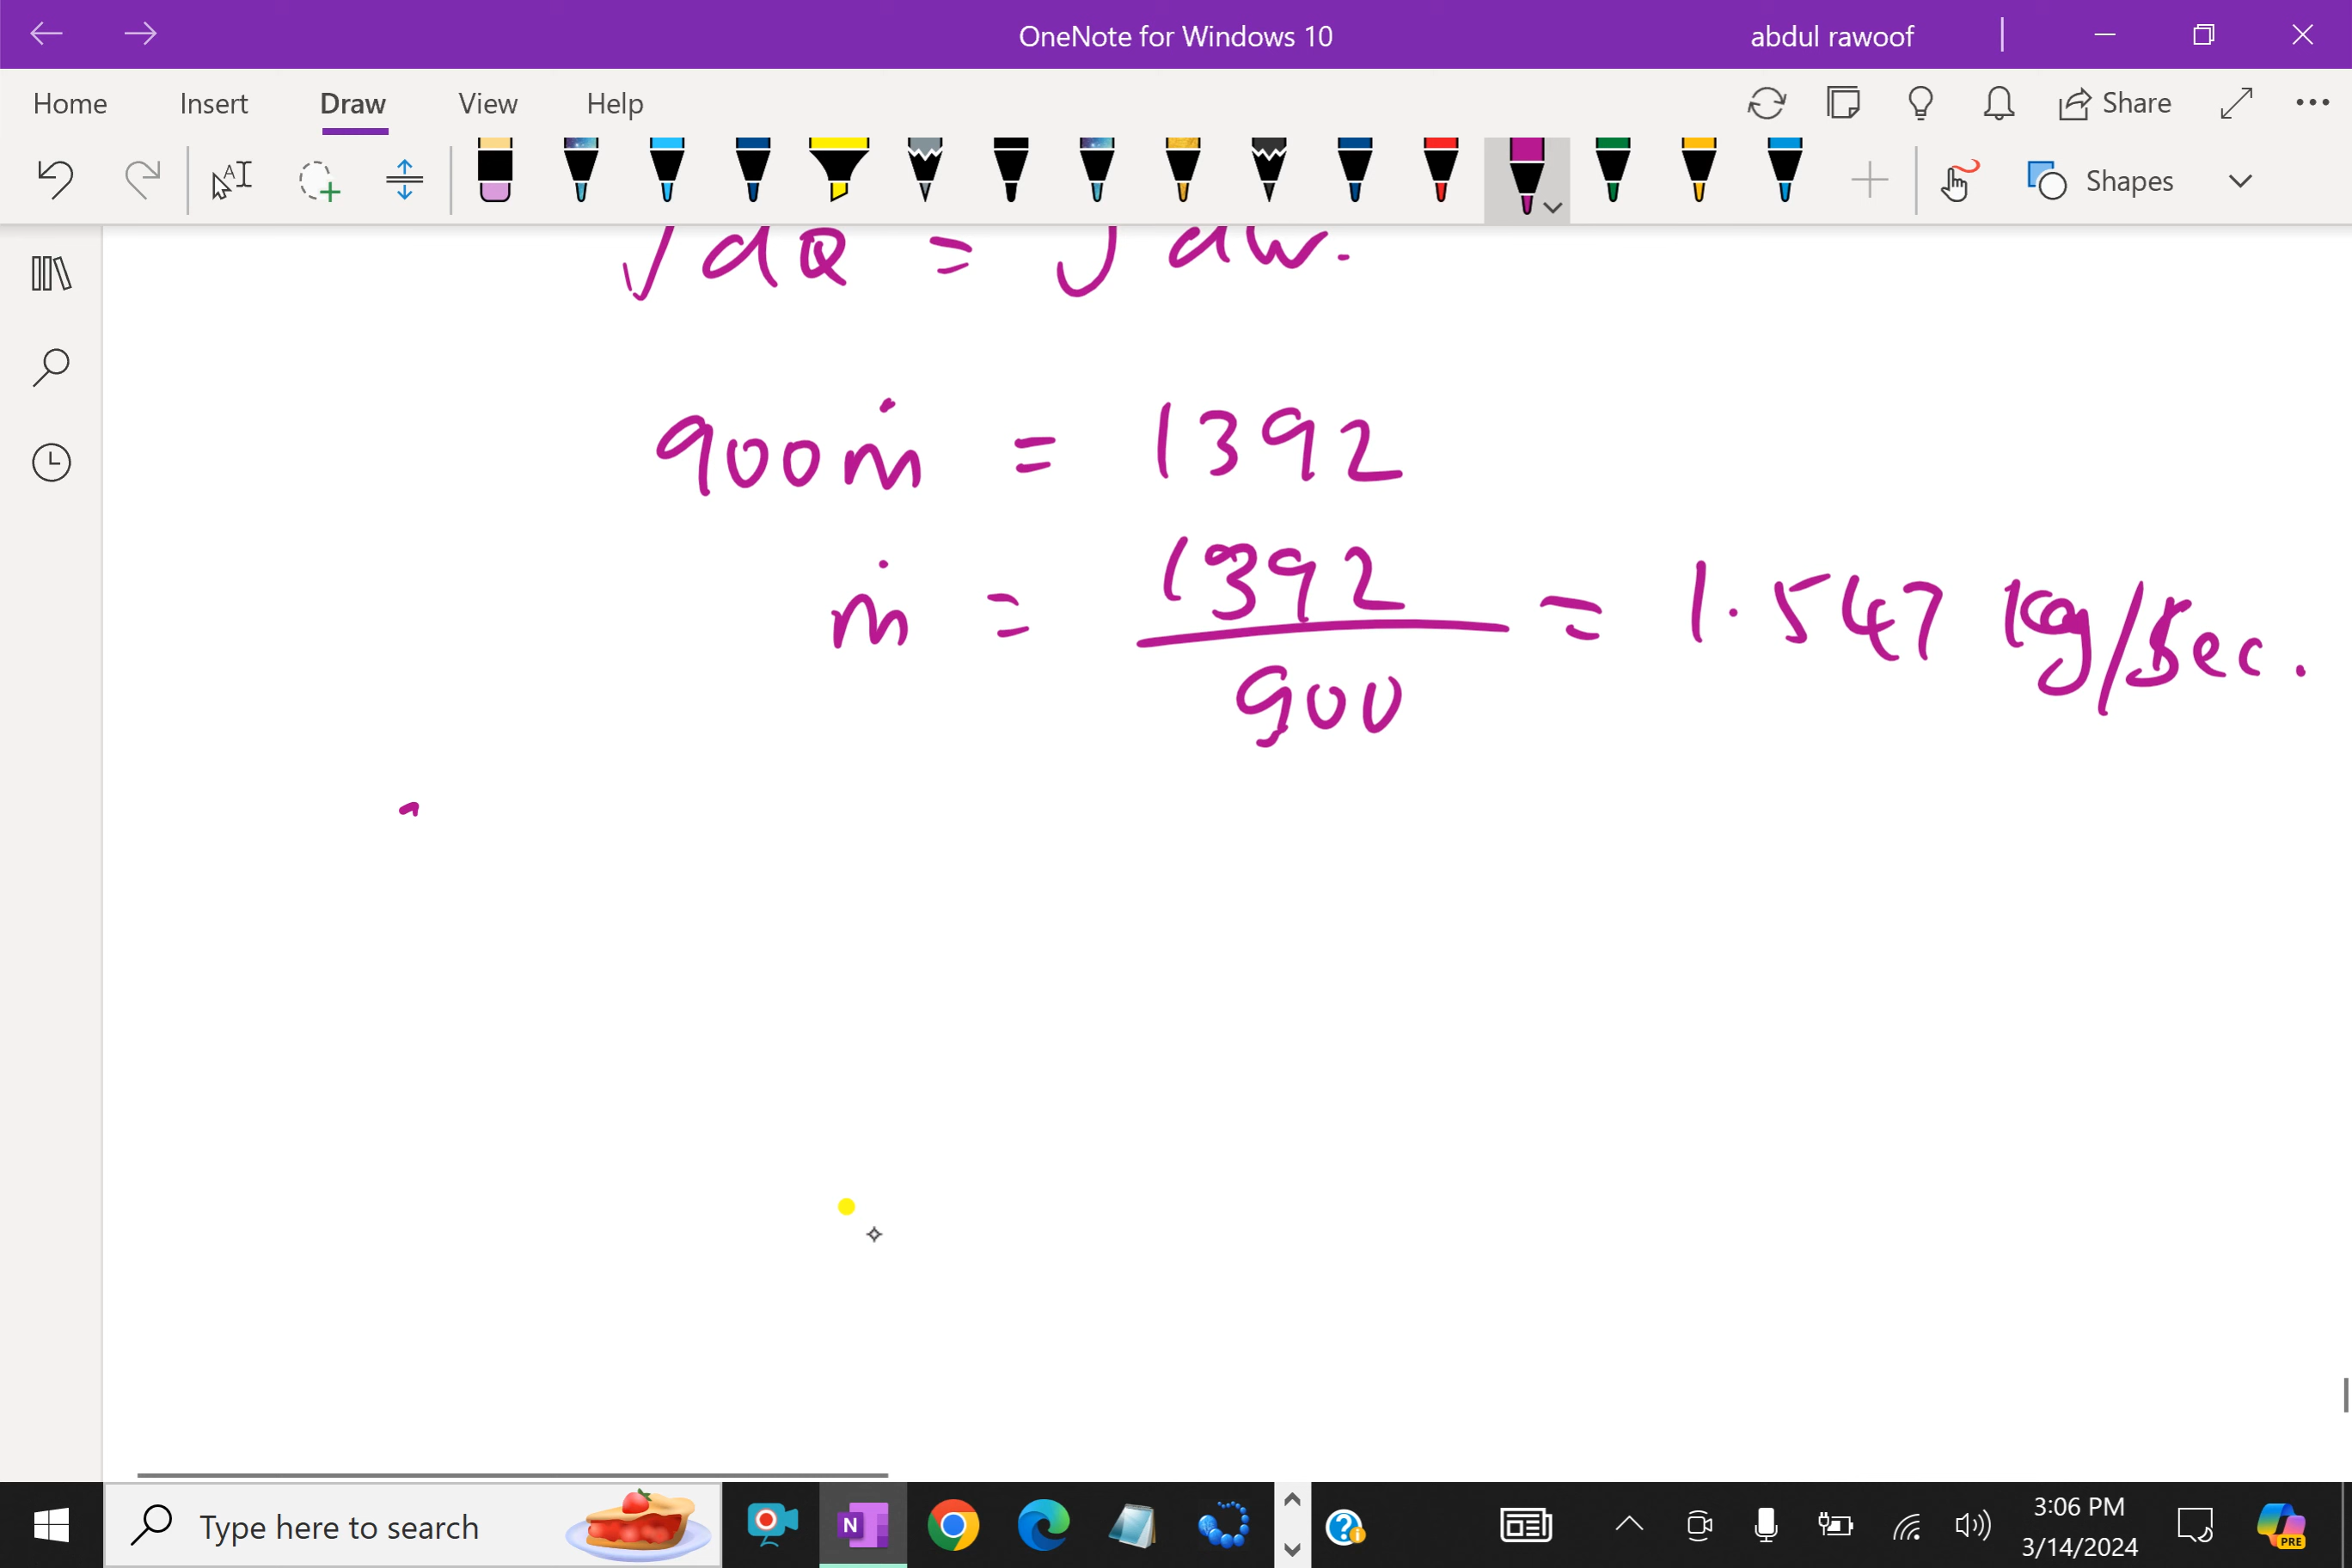 OneNote for Windows 10
abdul rawoof
Home Insert Draw View Help
Share
Shapes
∫dQ = ∫dW.
900ṁ = 1392
ṁ = 1392/900 = 1.547 kg/sec.
Type here to search
N
3:06 PM
3/14/2024
PRE